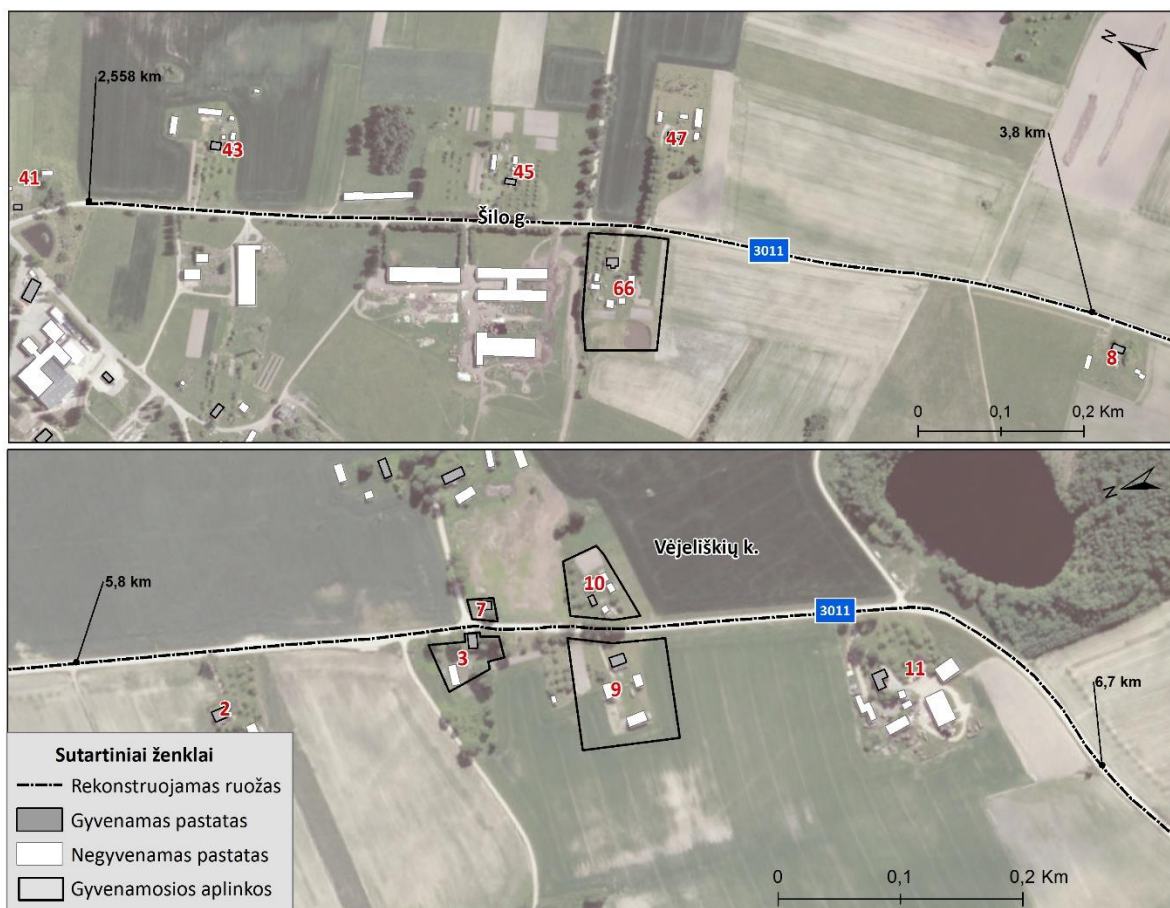 N
2,558 km
3,8 km
43
47
41
45
Šilo g.
3011
66
8
0 0,1 0,2 Km
N
Vėjeliškių k.
5,8 km
10
7
3011
3
11
9
6,7 km
2
Sutartiniai ženklai
Rekonstruojamas ruožas
Gyvenamas pastatas
Negyvenamas pastatas
Gyvenamosios aplinkos
0 0,1 0,2 Km